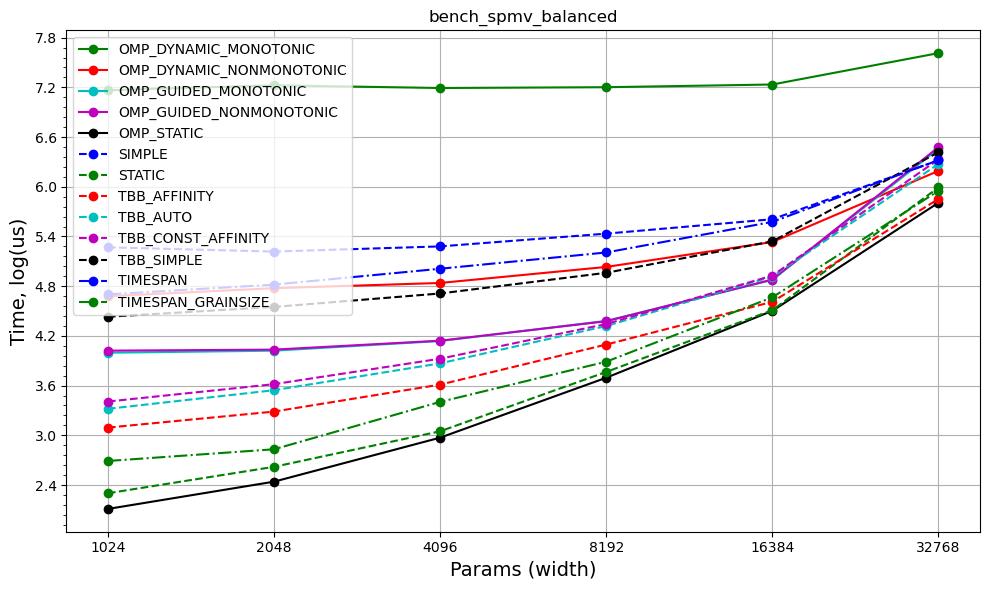 bench_spmv_balanced
Time, log(us)
7.8
7.2
6.6
6.0
5.4
4.8
4.2
3.6
3.0
2.4
OMP_DYNAMIC_MONOTONIC
OMP_DYNAMIC_NONMONOTONIC
OMP_GUIDED_MONOTONIC
OMP_GUIDED_NONMONOTONIC
OMP_STATIC
SIMPLE
STATIC
TBB_AFFINITY
TBB_AUTO
TBB_CONST_AFFINITY
TBB_SIMPLE
TIMESPAN
TIMESPAN_GRAINSIZE
1024 2048 4096 8192 16384 32768
Params (width)